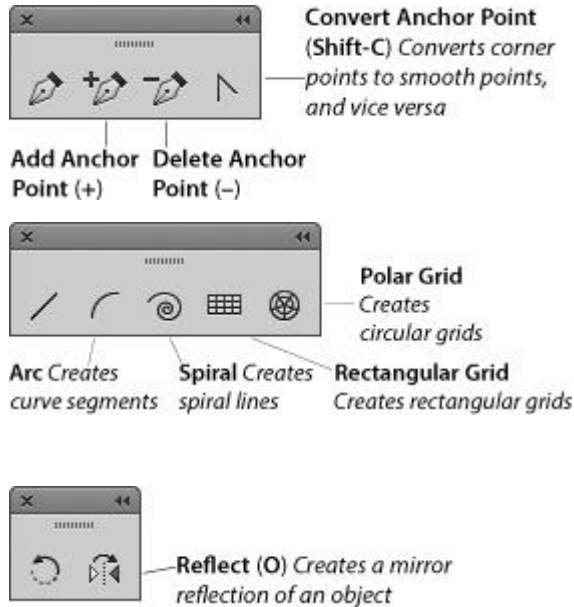 Convert Anchor Point
(Shift-C) Converts corner
points to smooth points,
and vice versa
Add Anchor
Point (+)
Delete Anchor
Point (–)
Polar Grid
Creates
circular grids
Arc Creates
curve segments
Spiral Creates
spiral lines
Rectangular Grid
Creates rectangular grids
Reflect (O) Creates a mirror
reflection of an object